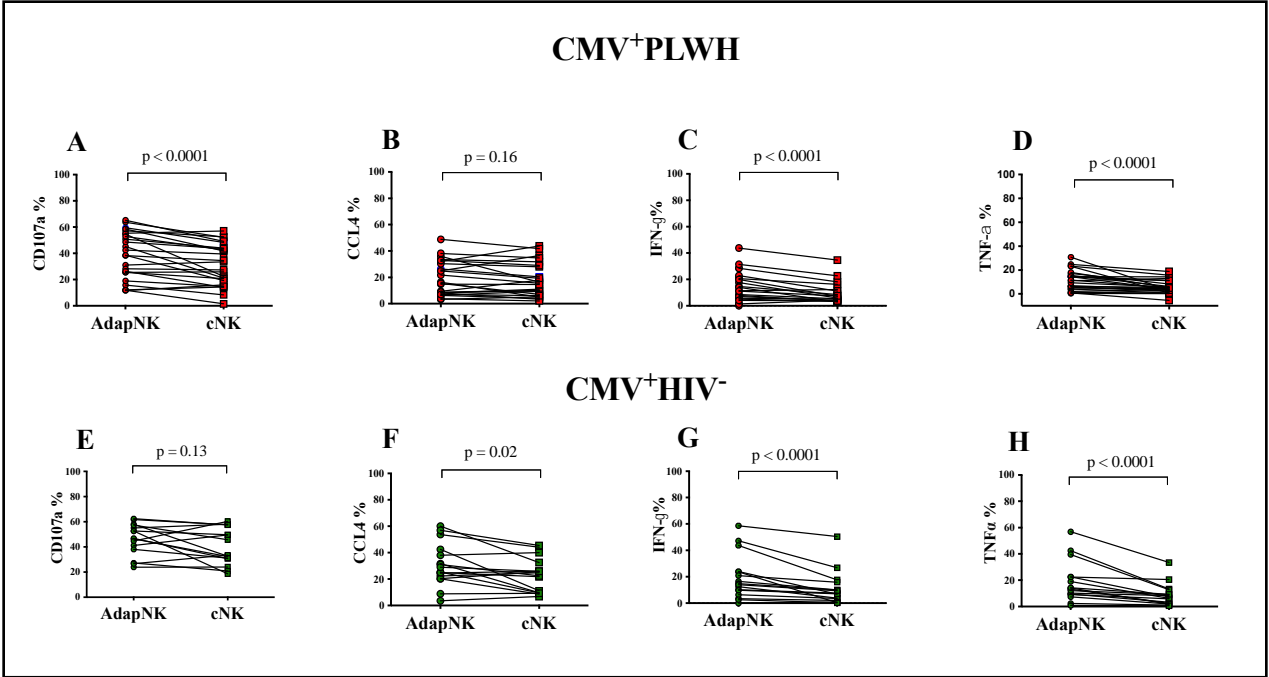 CMV⁺PLWH
A
p < 0.0001
CD107a %
100
80
60
40
20
0
AdapNK cNK
B
p = 0.16
CCL4 %
100
80
60
40
20
0
AdapNK cNK
C
p < 0.0001
IFN-g%
100
80
60
40
20
0
AdapNK cNK
D
p < 0.0001
TNF-a %
100
80
60
40
20
0
AdapNK cNK
CMV⁺HIV⁻
E
p = 0.13
CD107a %
100
80
60
40
20
0
AdapNK cNK
F
p = 0.02
CCL4 %
100
80
60
40
20
0
AdapNK cNK
G
p < 0.0001
IFN-g%
100
80
60
40
20
0
AdapNK cNK
H
p < 0.0001
TNFα %
100
80
60
40
20
0
AdapNK cNK